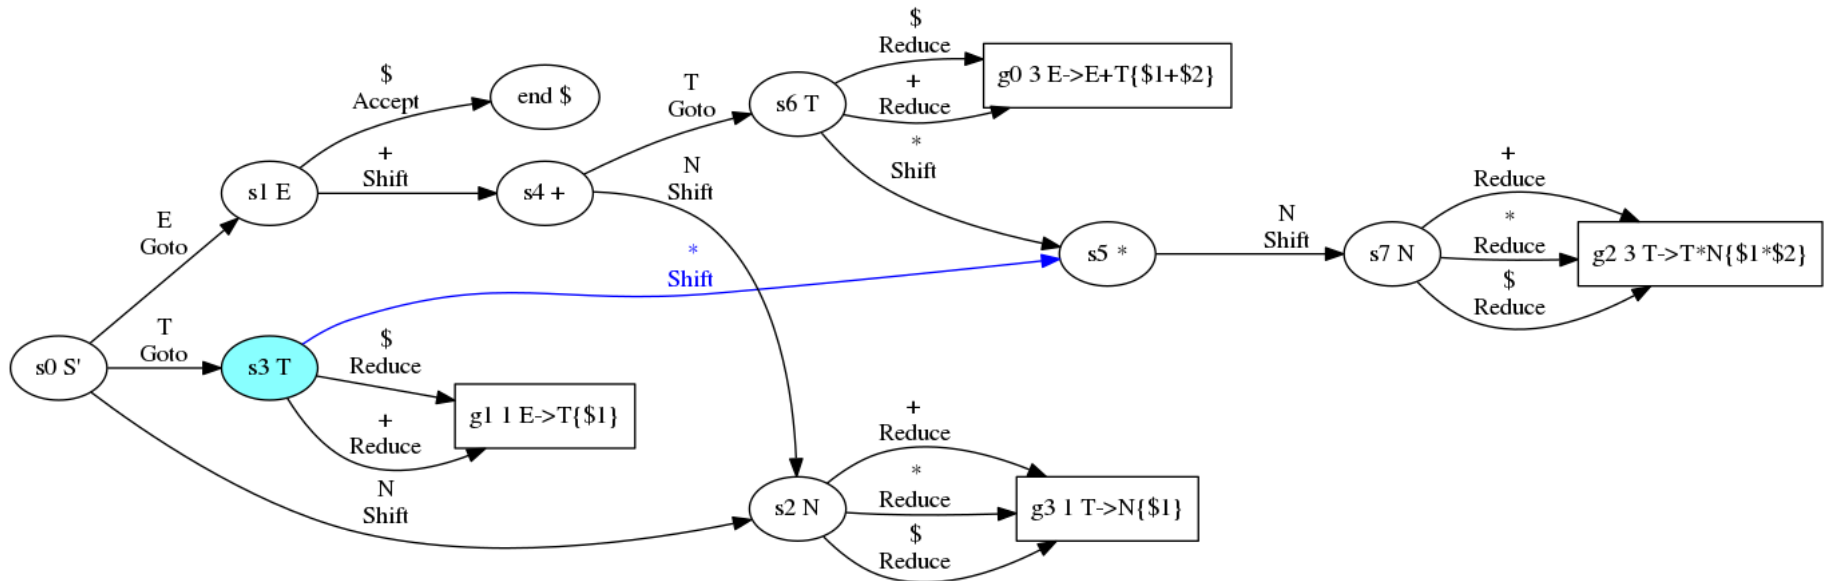 $
Reduce
g0 3 E->E+T{$1+$2}
+
Reduce
s6 T
T
Goto
*
Shift
$
Accept
end $
+
Shift
s1 E
s4 +
N
Shift
E
Goto
*
Shift
s5 *
N
Shift
s7 N
+
Reduce
*
Reduce
g2 3 T->T*N{$1*$2}
$
Reduce
s0 S'
T
Goto
s3 T
$
Reduce
g1 1 E->T{$1}
+
Reduce
N
Shift
s2 N
+
Reduce
*
Reduce
g3 1 T->N{$1}
$
Reduce